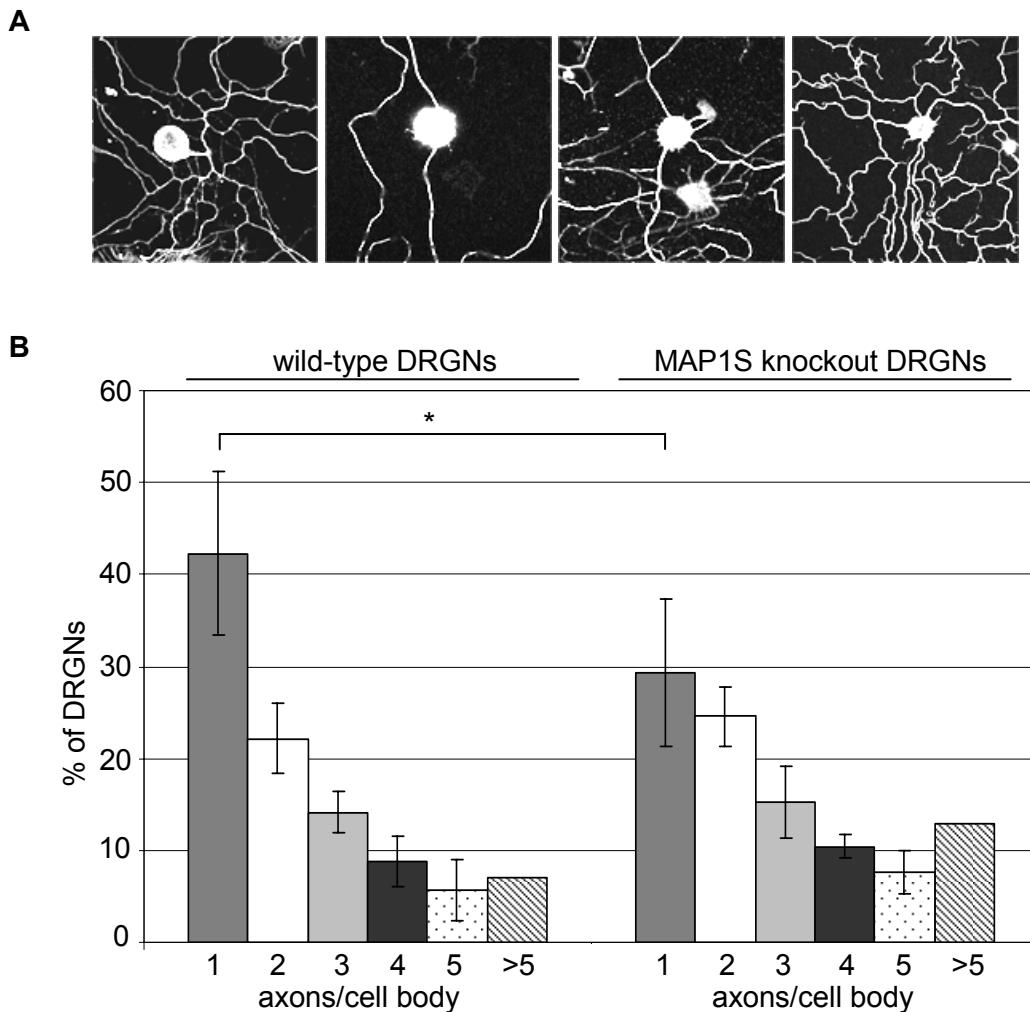 A
B
wild-type DRGNs
MAP1S knockout DRGNs
60
*
50
40
30
20
10
0
% of DRGNs
1 2 3 4 5 >5
1 2 3 4 5 >5
axons/cell body
axons/cell body